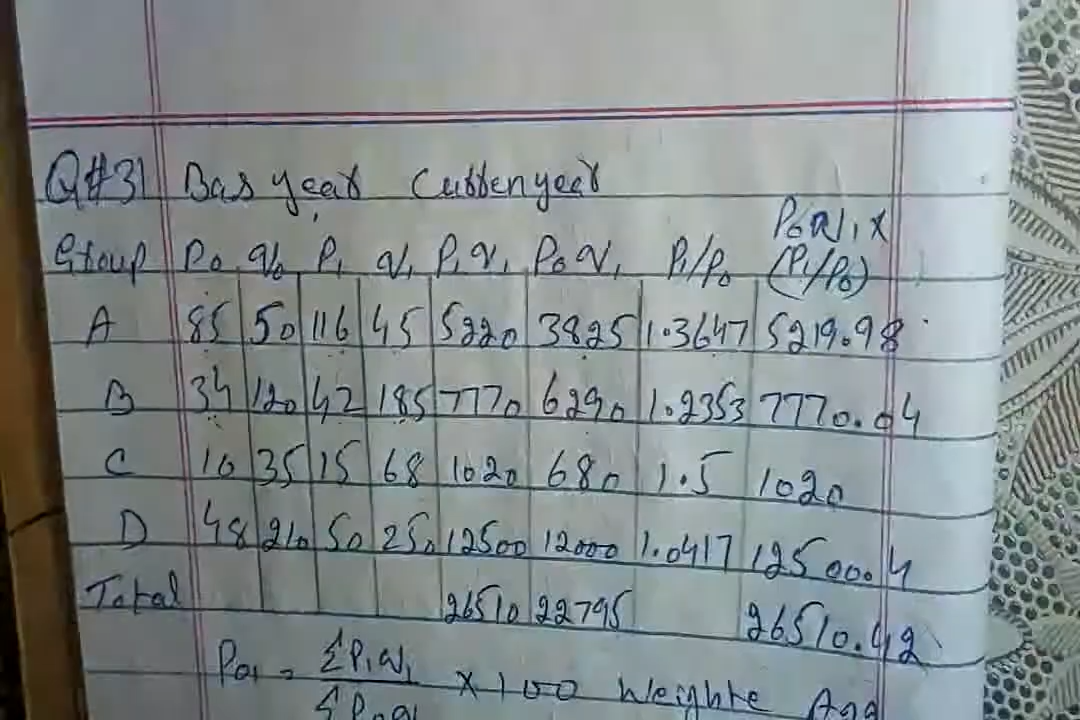 Q#31 Bas year Curren year
P₀q₁ x
Group P₀ q₀ P₁ q₁ P₁q₁ P₀q₁ P₁/P₀ (P₁/P₀)
A 85 50 116 45 5220 3825 1.3647 5219.98
B 34 120 42 185 7770 6290 1.2353 7770.04
C 10 35 15 68 1020 680 1.5 1020
D 48 210 50 250 12500 12000 1.0417 12500.4
Total 26510 22795 26510.42
P₀₁ = ΣP₁q₁ x 100 Weighte Agg
ΣP₀q₁